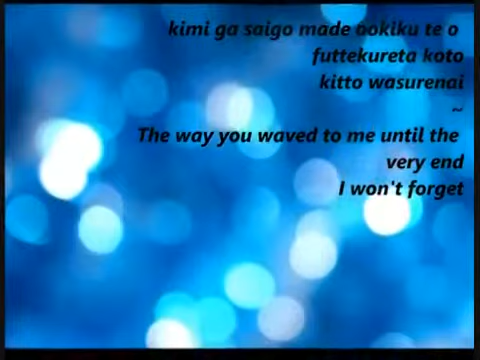 kimi ga saigo made ookiku te o
futtekureta koto
kitto wasurenai
~
The way you waved to me until the
very end
I won't forget